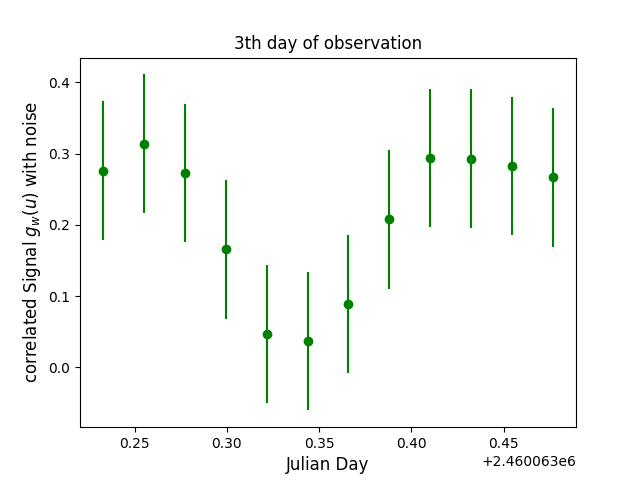 3th day of observation
correlated Signal $g_w(u)$ with noise
0.4
0.3
0.2
0.1
0.0
0.25 0.30 0.35 0.40 0.45
+2.460063e6
Julian Day